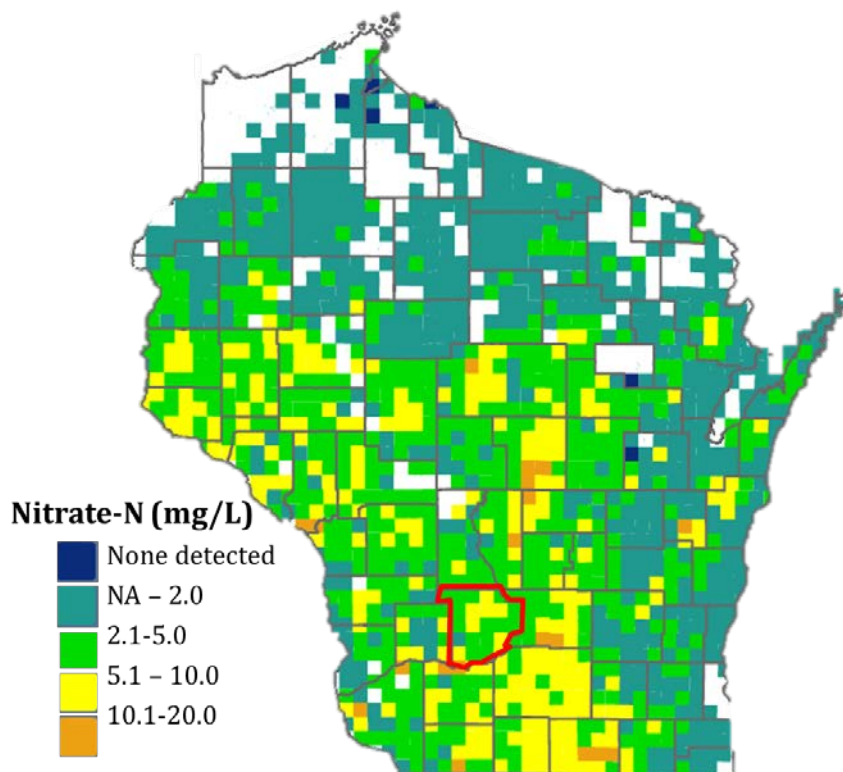 Nitrate-N (mg/L)
None detected
NA – 2.0
2.1-5.0
5.1 – 10.0
10.1-20.0